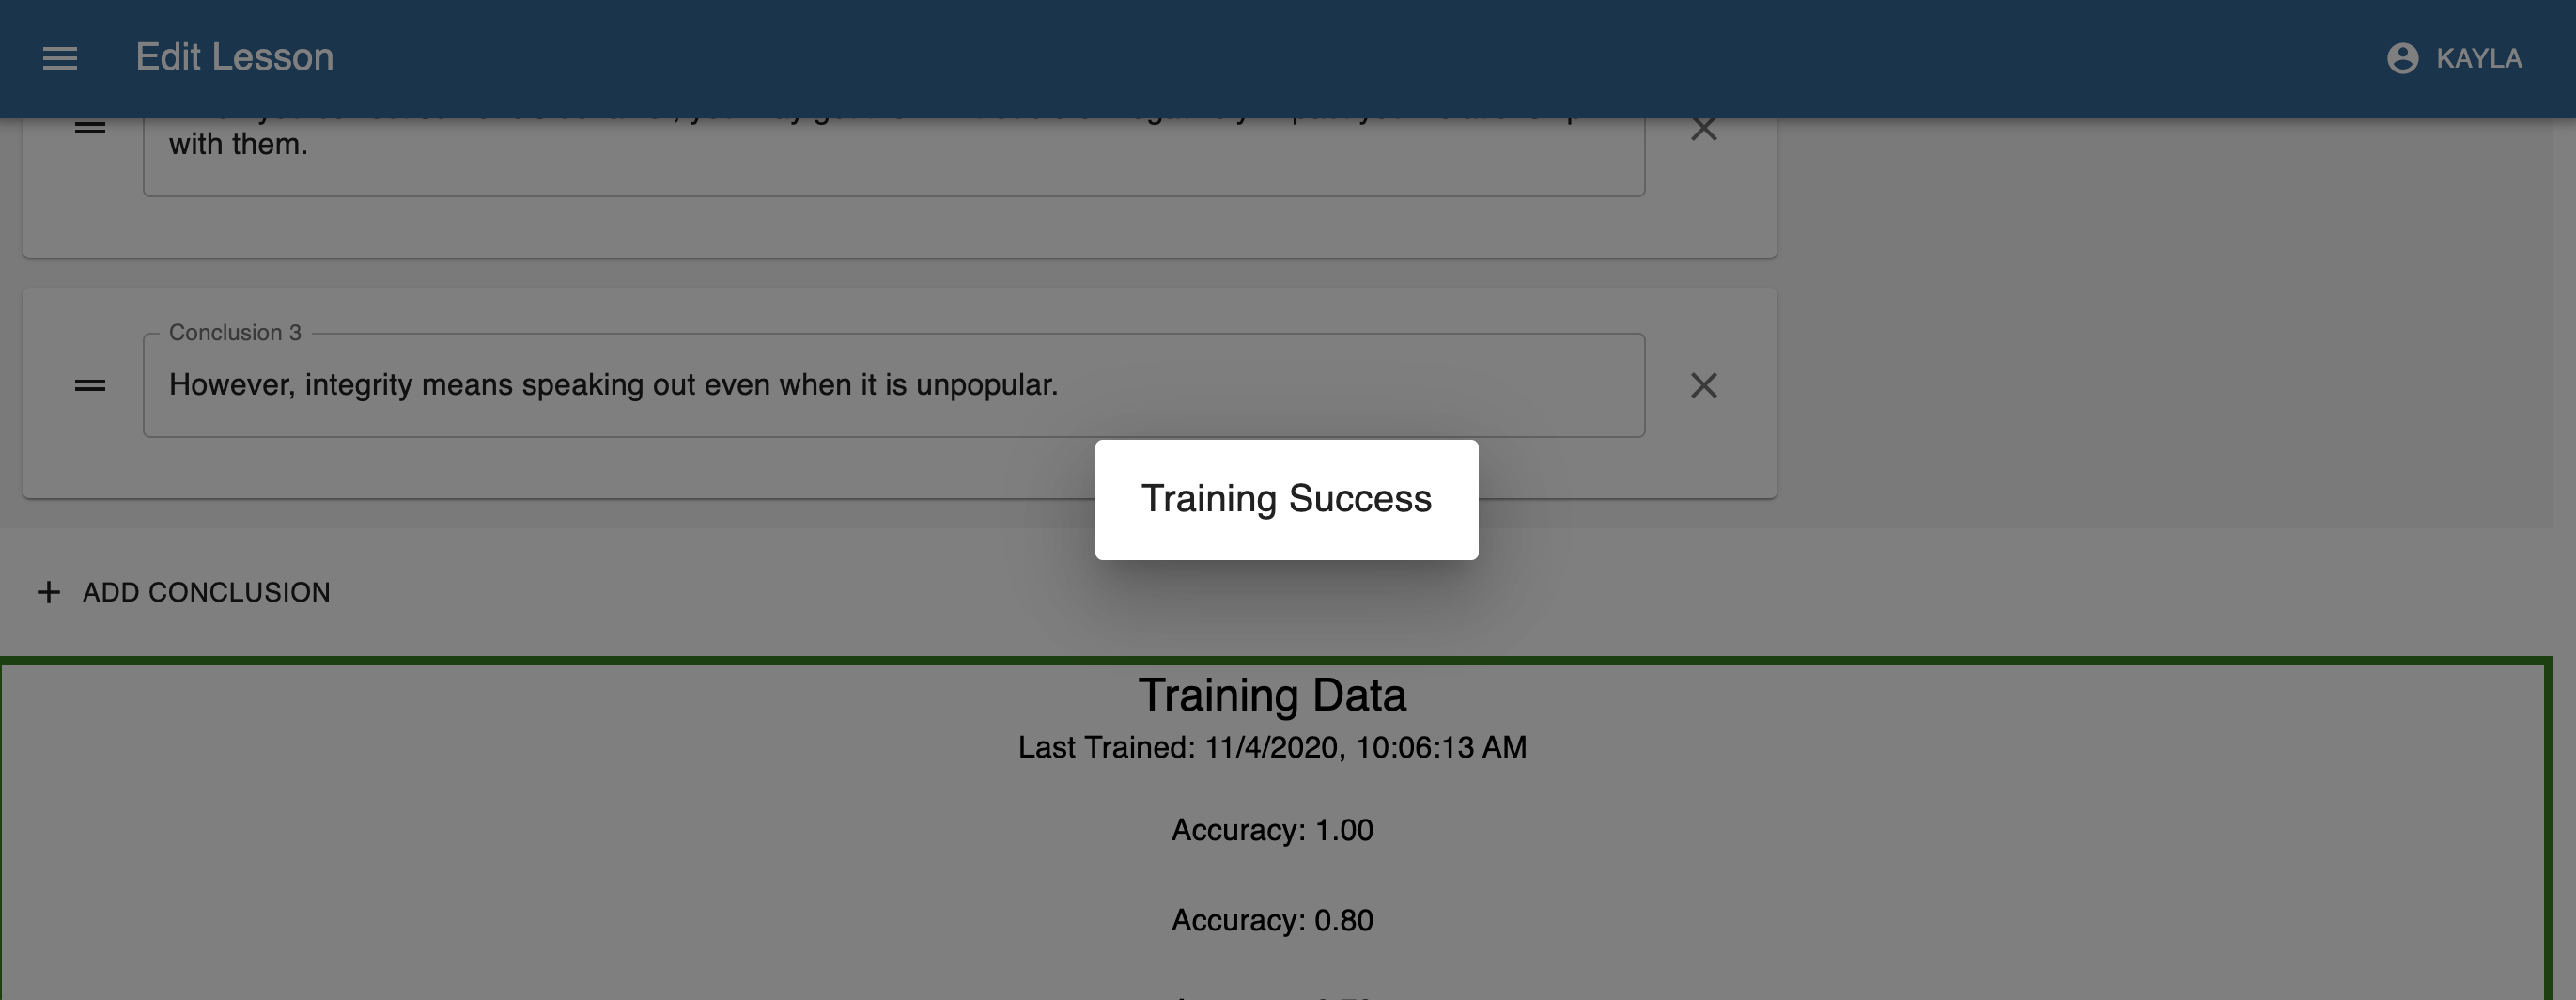 Edit Lesson
KAYLA
with them.
Conclusion 3
However, integrity means speaking out even when it is unpopular.
Training Success
ADD CONCLUSION
Training Data
Last Trained: 11/4/2020, 10:06:13 AM
Accuracy: 1.00
Accuracy: 0.80